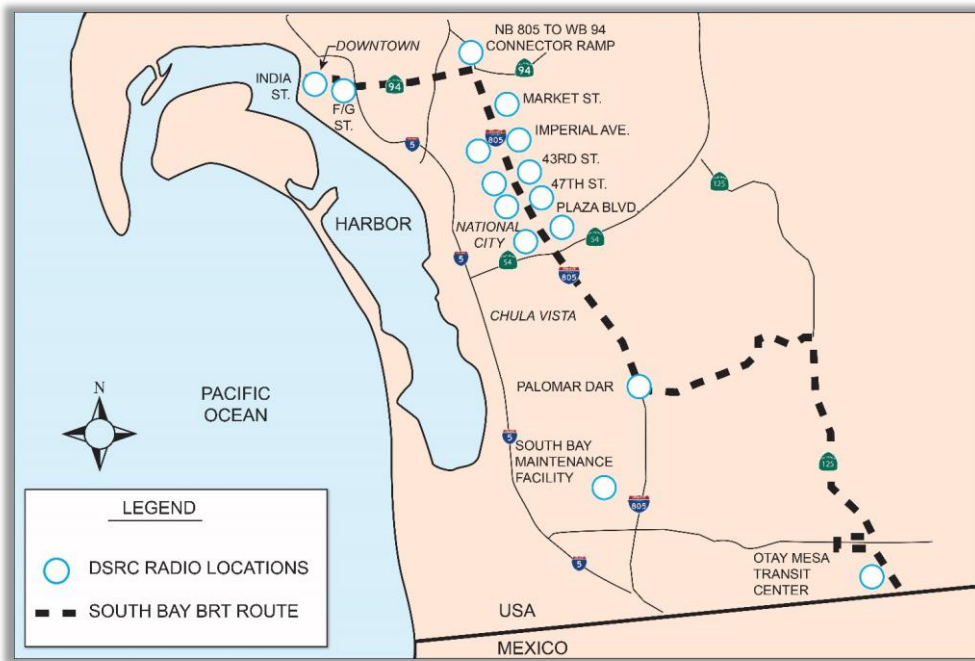 NB 805 TO WB 94
CONNECTOR RAMP
DOWNTOWN
94
INDIA
ST.
94
F/G
ST.
MARKET ST.
5
805
IMPERIAL AVE.
43RD ST.
125
47TH ST.
PLAZA BLVD.
HARBOR
NATIONAL
CITY
54
5
54
805
CHULA VISTA
PALOMAR DAR
PACIFIC
OCEAN
N
5
SOUTH BAY
MAINTENANCE
FACILITY
125
805
LEGEND
DSRC RADIO LOCATIONS
SOUTH BAY BRT ROUTE
5
OTAY MESA
TRANSIT
CENTER
USA
MEXICO